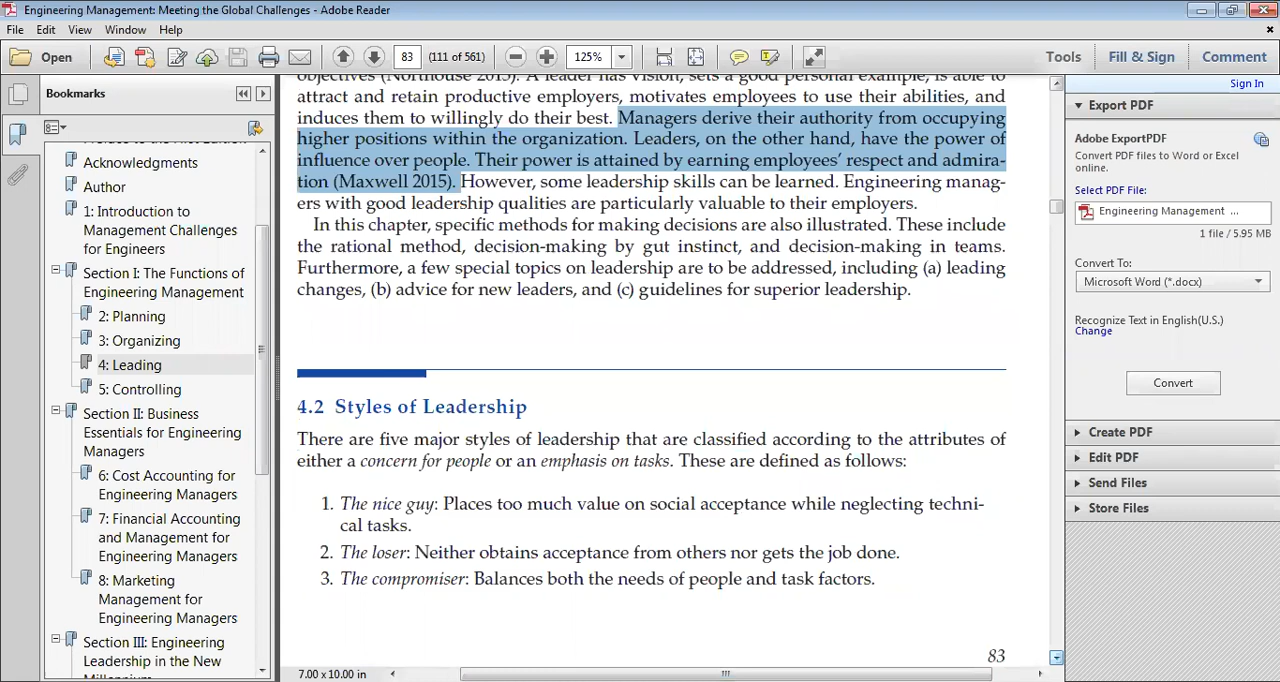 Engineering Management: Meeting the Global Challenges - Adobe Reader
File Edit View Window Help
Open
83 (111 of 561)
125%
Tools Fill & Sign Comment
Sign In
Bookmarks
Acknowledgments
Author
1: Introduction to
Management Challenges
for Engineers
Section I: The Functions of
Engineering Management
2: Planning
3: Organizing
4: Leading
5: Controlling
Section II: Business
Essentials for Engineering
Managers
6: Cost Accounting for
Engineering Managers
7: Financial Accounting
and Management for
Engineering Managers
8: Marketing
Management for
Engineering Managers
Section III: Engineering
Leadership in the New
Millennium
objectives (Northouse 2015). A leader has vision, sets a good personal example, is able to
attract and retain productive employers, motivates employees to use their abilities, and
induces them to willingly do their best. Managers derive their authority from occupying
higher positions within the organization. Leaders, on the other hand, have the power of
influence over people. Their power is attained by earning employees’ respect and admira-
tion (Maxwell 2015). However, some leadership skills can be learned. Engineering manag-
ers with good leadership qualities are particularly valuable to their employers.
In this chapter, specific methods for making decisions are also illustrated. These include
the rational method, decision-making by gut instinct, and decision-making in teams.
Furthermore, a few special topics on leadership are to be addressed, including (a) leading
changes, (b) advice for new leaders, and (c) guidelines for superior leadership.
4.2 Styles of Leadership
There are five major styles of leadership that are classified according to the attributes of
either a concern for people or an emphasis on tasks. These are defined as follows:
1. The nice guy: Places too much value on social acceptance while neglecting techni-
cal tasks.
2. The loser: Neither obtains acceptance from others nor gets the job done.
3. The compromiser: Balances both the needs of people and task factors.
83
7.00 x 10.00 in
Export PDF
Adobe ExportPDF
Convert PDF files to Word or Excel
online.
Select PDF File:
Engineering Management ...
1 file / 5.95 MB
Convert To:
Microsoft Word (*.docx)
Recognize Text in English(U.S.)
Change
Convert
Create PDF
Edit PDF
Send Files
Store Files